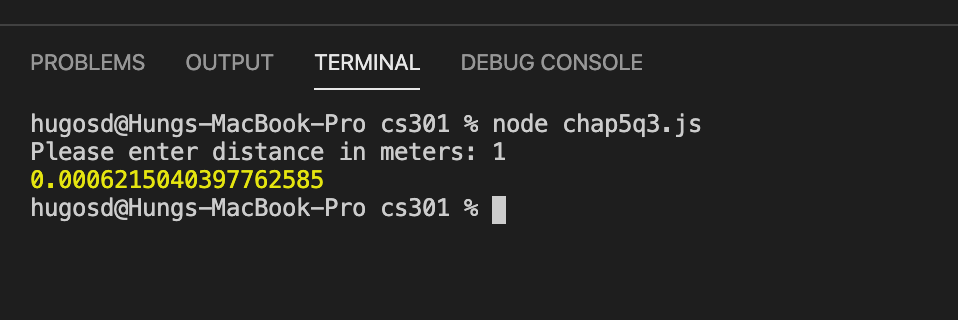 PROBLEMS OUTPUT TERMINAL DEBUG CONSOLE
hugosd@Hungs-MacBook-Pro cs301 % node chap5q3.js
Please enter distance in meters: 1
0.0006215040397762585
hugosd@Hungs-MacBook-Pro cs301 %